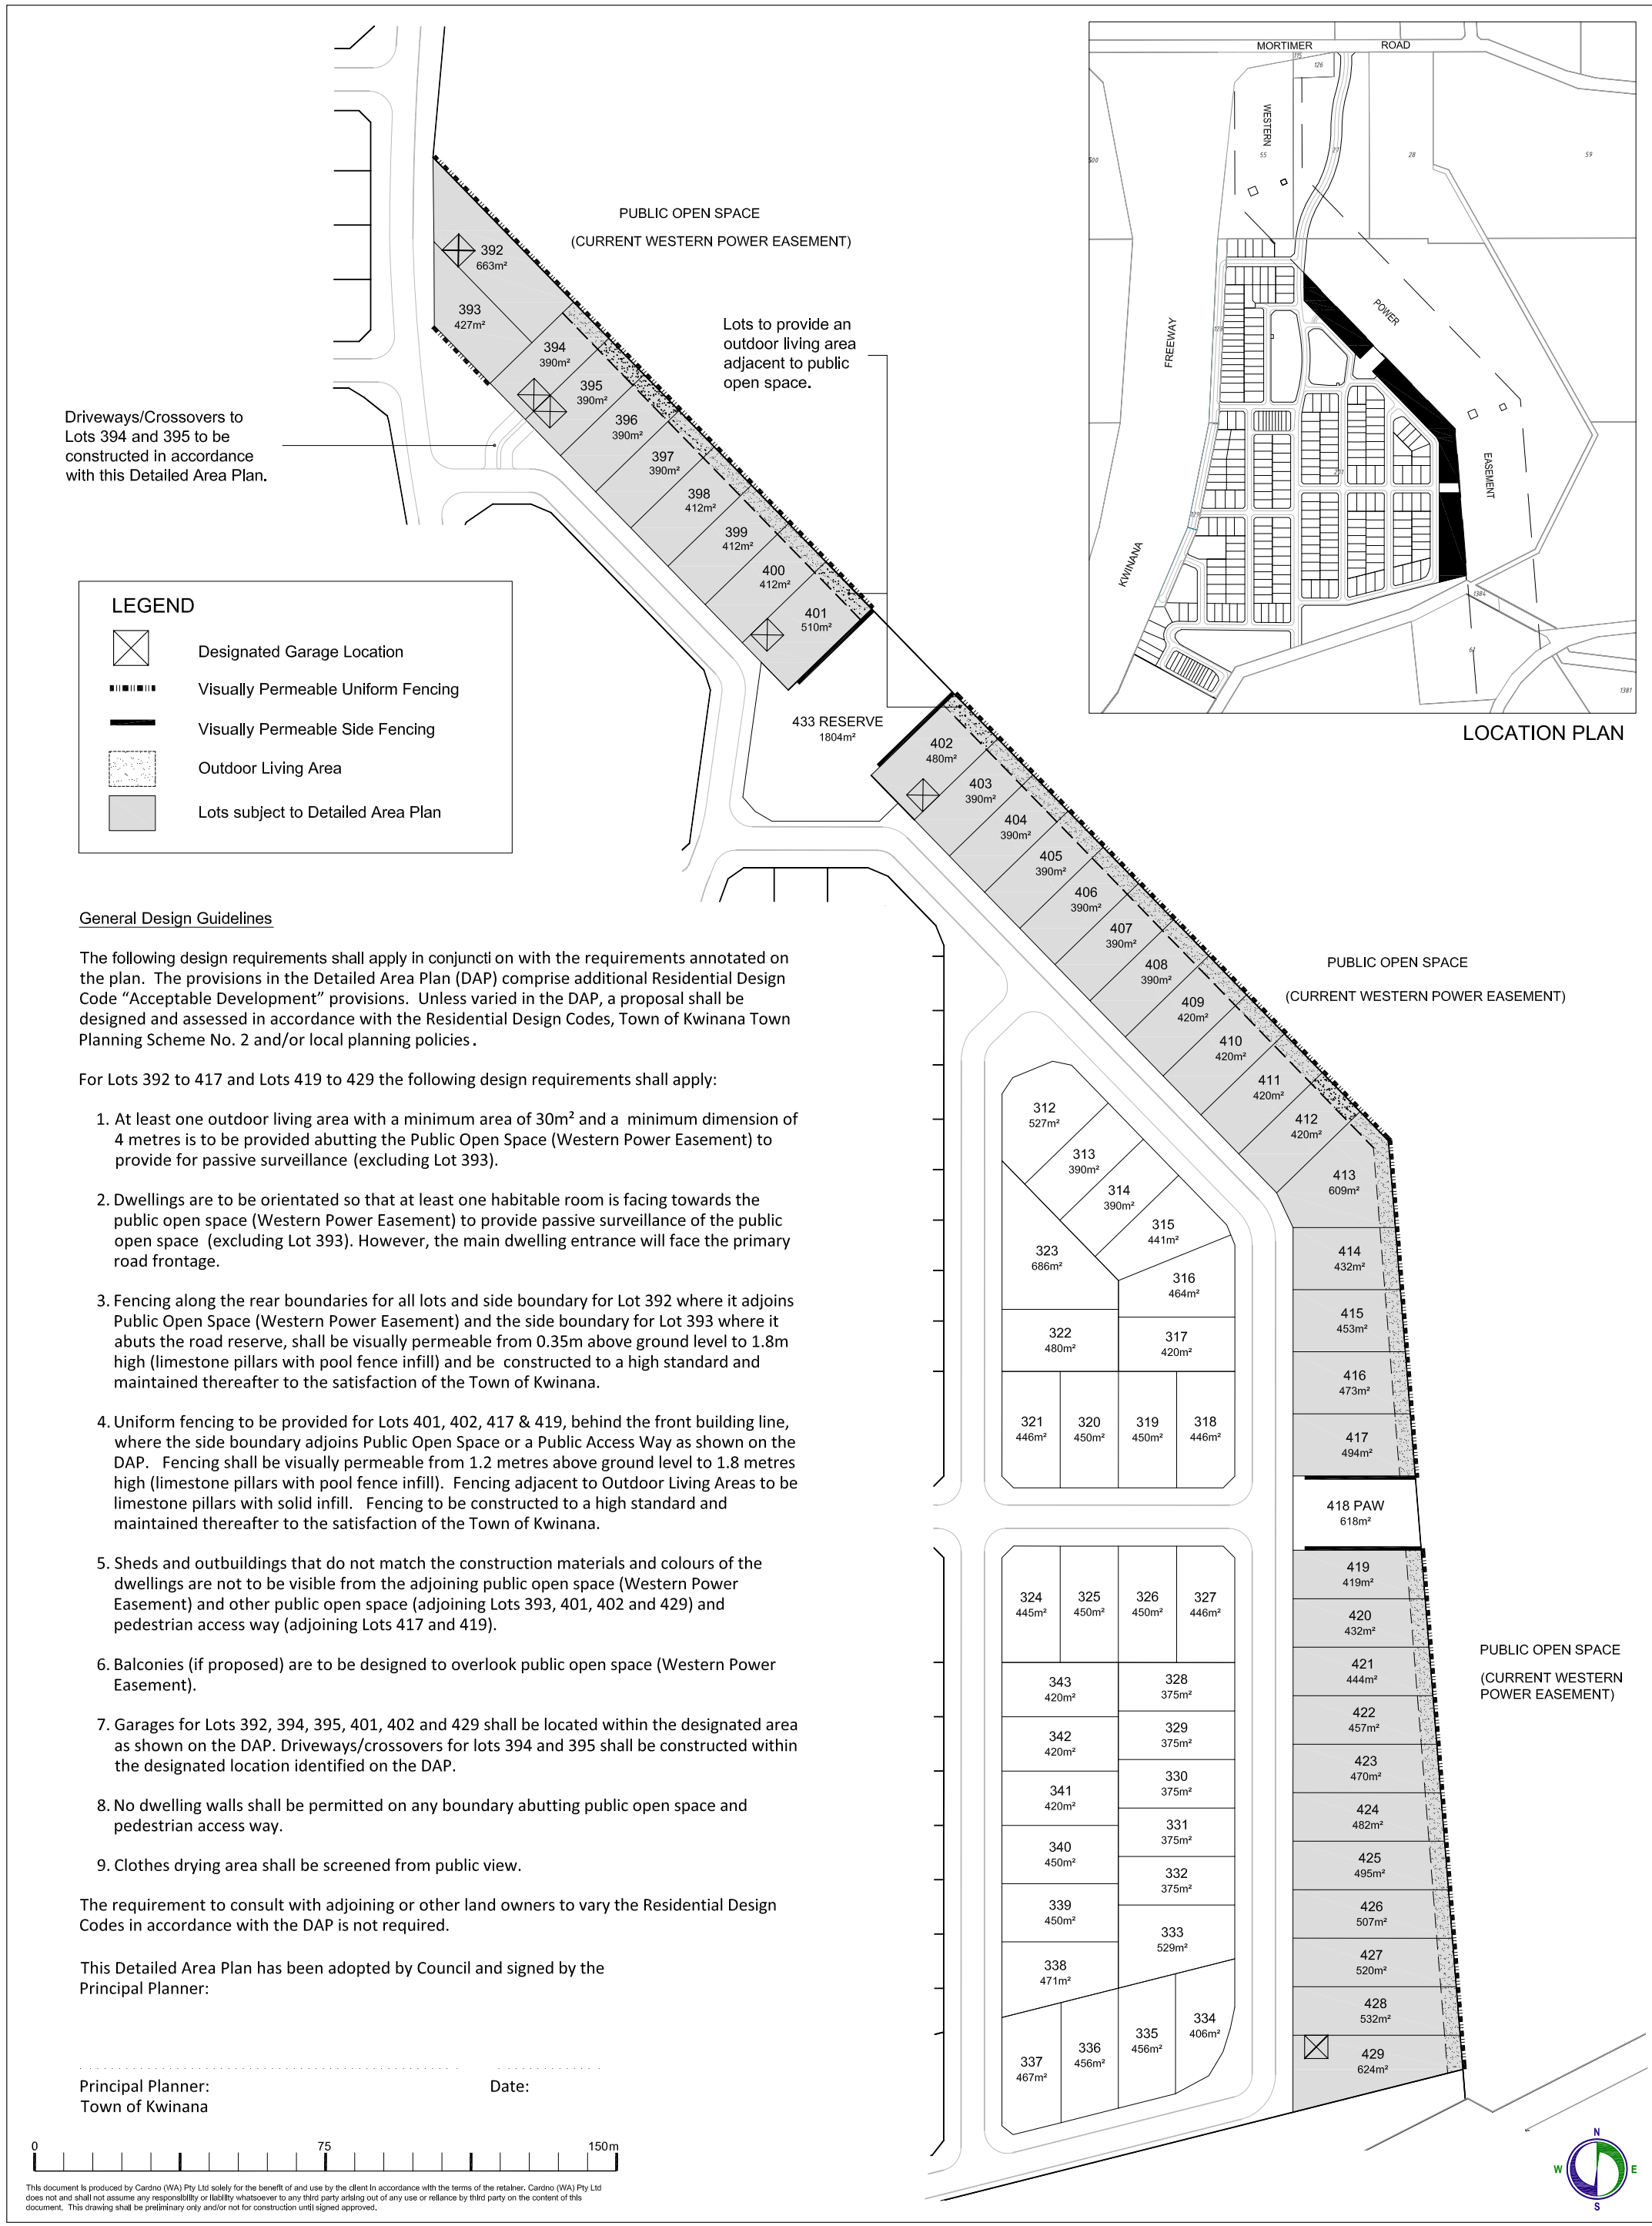 MORTIMER ROAD
175
126
WESTERN
500
55
27
28
59
POWER
FREEWAY
EASEMENT
KWINANA
1384
67
1381
LOCATION PLAN
PUBLIC OPEN SPACE
(CURRENT WESTERN POWER EASEMENT)
392
663m²
393
427m²
394
390m²
395
390m²
396
390m²
397
390m²
398
412m²
399
412m²
400
412m²
401
510m²
Lots to provide an
outdoor living area
adjacent to public
open space.
Driveways/Crossovers to
Lots 394 and 395 to be
constructed in accordance
with this Detailed Area Plan.
LEGEND
Designated Garage Location
Visually Permeable Uniform Fencing
Visually Permeable Side Fencing
Outdoor Living Area
Lots subject to Detailed Area Plan
433 RESERVE
1804m²
402
480m²
403
390m²
404
390m²
405
390m²
406
390m²
407
390m²
408
390m²
409
420m²
410
420m²
411
420m²
412
420m²
413
609m²
414
432m²
415
453m²
416
473m²
417
494m²
418 PAW
618m²
419
419m²
420
432m²
421
444m²
422
457m²
423
470m²
424
482m²
425
495m²
426
507m²
427
520m²
428
532m²
429
624m²
PUBLIC OPEN SPACE
(CURRENT WESTERN POWER EASEMENT)
PUBLIC OPEN SPACE
(CURRENT WESTERN
POWER EASEMENT)
312
527m²
313
390m²
314
390m²
315
441m²
323
686m²
316
464m²
322
480m²
317
420m²
321
446m²
320
450m²
319
450m²
318
446m²
324
445m²
325
450m²
326
450m²
327
446m²
343
420m²
328
375m²
342
420m²
329
375m²
341
420m²
330
375m²
331
375m²
340
450m²
332
375m²
339
450m²
333
529m²
338
471m²
334
406m²
335
456m²
336
456m²
337
467m²
General Design Guidelines
The following design requirements shall apply in conjuncti on with the requirements annotated on
the plan. The provisions in the Detailed Area Plan (DAP) comprise additional Residential Design
Code “Acceptable Development” provisions. Unless varied in the DAP, a proposal shall be
designed and assessed in accordance with the Residential Design Codes, Town of Kwinana Town
Planning Scheme No. 2 and/or local planning policies.
For Lots 392 to 417 and Lots 419 to 429 the following design requirements shall apply:
1. At least one outdoor living area with a minimum area of 30m² and a minimum dimension of
4 metres is to be provided abutting the Public Open Space (Western Power Easement) to
provide for passive surveillance (excluding Lot 393).
2. Dwellings are to be orientated so that at least one habitable room is facing towards the
public open space (Western Power Easement) to provide passive surveillance of the public
open space (excluding Lot 393). However, the main dwelling entrance will face the primary
road frontage.
3. Fencing along the rear boundaries for all lots and side boundary for Lot 392 where it adjoins
Public Open Space (Western Power Easement) and the side boundary for Lot 393 where it
abuts the road reserve, shall be visually permeable from 0.35m above ground level to 1.8m
high (limestone pillars with pool fence infill) and be constructed to a high standard and
maintained thereafter to the satisfaction of the Town of Kwinana.
4. Uniform fencing to be provided for Lots 401, 402, 417 & 419, behind the front building line,
where the side boundary adjoins Public Open Space or a Public Access Way as shown on the
DAP. Fencing shall be visually permeable from 1.2 metres above ground level to 1.8 metres
high (limestone pillars with pool fence infill). Fencing adjacent to Outdoor Living Areas to be
limestone pillars with solid infill. Fencing to be constructed to a high standard and
maintained thereafter to the satisfaction of the Town of Kwinana.
5. Sheds and outbuildings that do not match the construction materials and colours of the
dwellings are not to be visible from the adjoining public open space (Western Power
Easement) and other public open space (adjoining Lots 393, 401, 402 and 429) and
pedestrian access way (adjoining Lots 417 and 419).
6. Balconies (if proposed) are to be designed to overlook public open space (Western Power
Easement).
7. Garages for Lots 392, 394, 395, 401, 402 and 429 shall be located within the designated area
as shown on the DAP. Driveways/crossovers for lots 394 and 395 shall be constructed within
the designated location identified on the DAP.
8. No dwelling walls shall be permitted on any boundary abutting public open space and
pedestrian access way.
9. Clothes drying area shall be screened from public view.
The requirement to consult with adjoining or other land owners to vary the Residential Design
Codes in accordance with the DAP is not required.
This Detailed Area Plan has been adopted by Council and signed by the
Principal Planner:
Principal Planner: Date:
Town of Kwinana
0 75 150m
This document is produced by Cardno (WA) Pty Ltd solely for the benefit of and use by the client in accordance with the terms of the retainer. Cardno (WA) Pty Ltd
does not and shall not assume any responsibility or liability whatsoever to any third party arising out of any use or reliance by third party on the content of this
document. This drawing shall be preliminary only and/or not for construction until signed approved.
N
W E
S